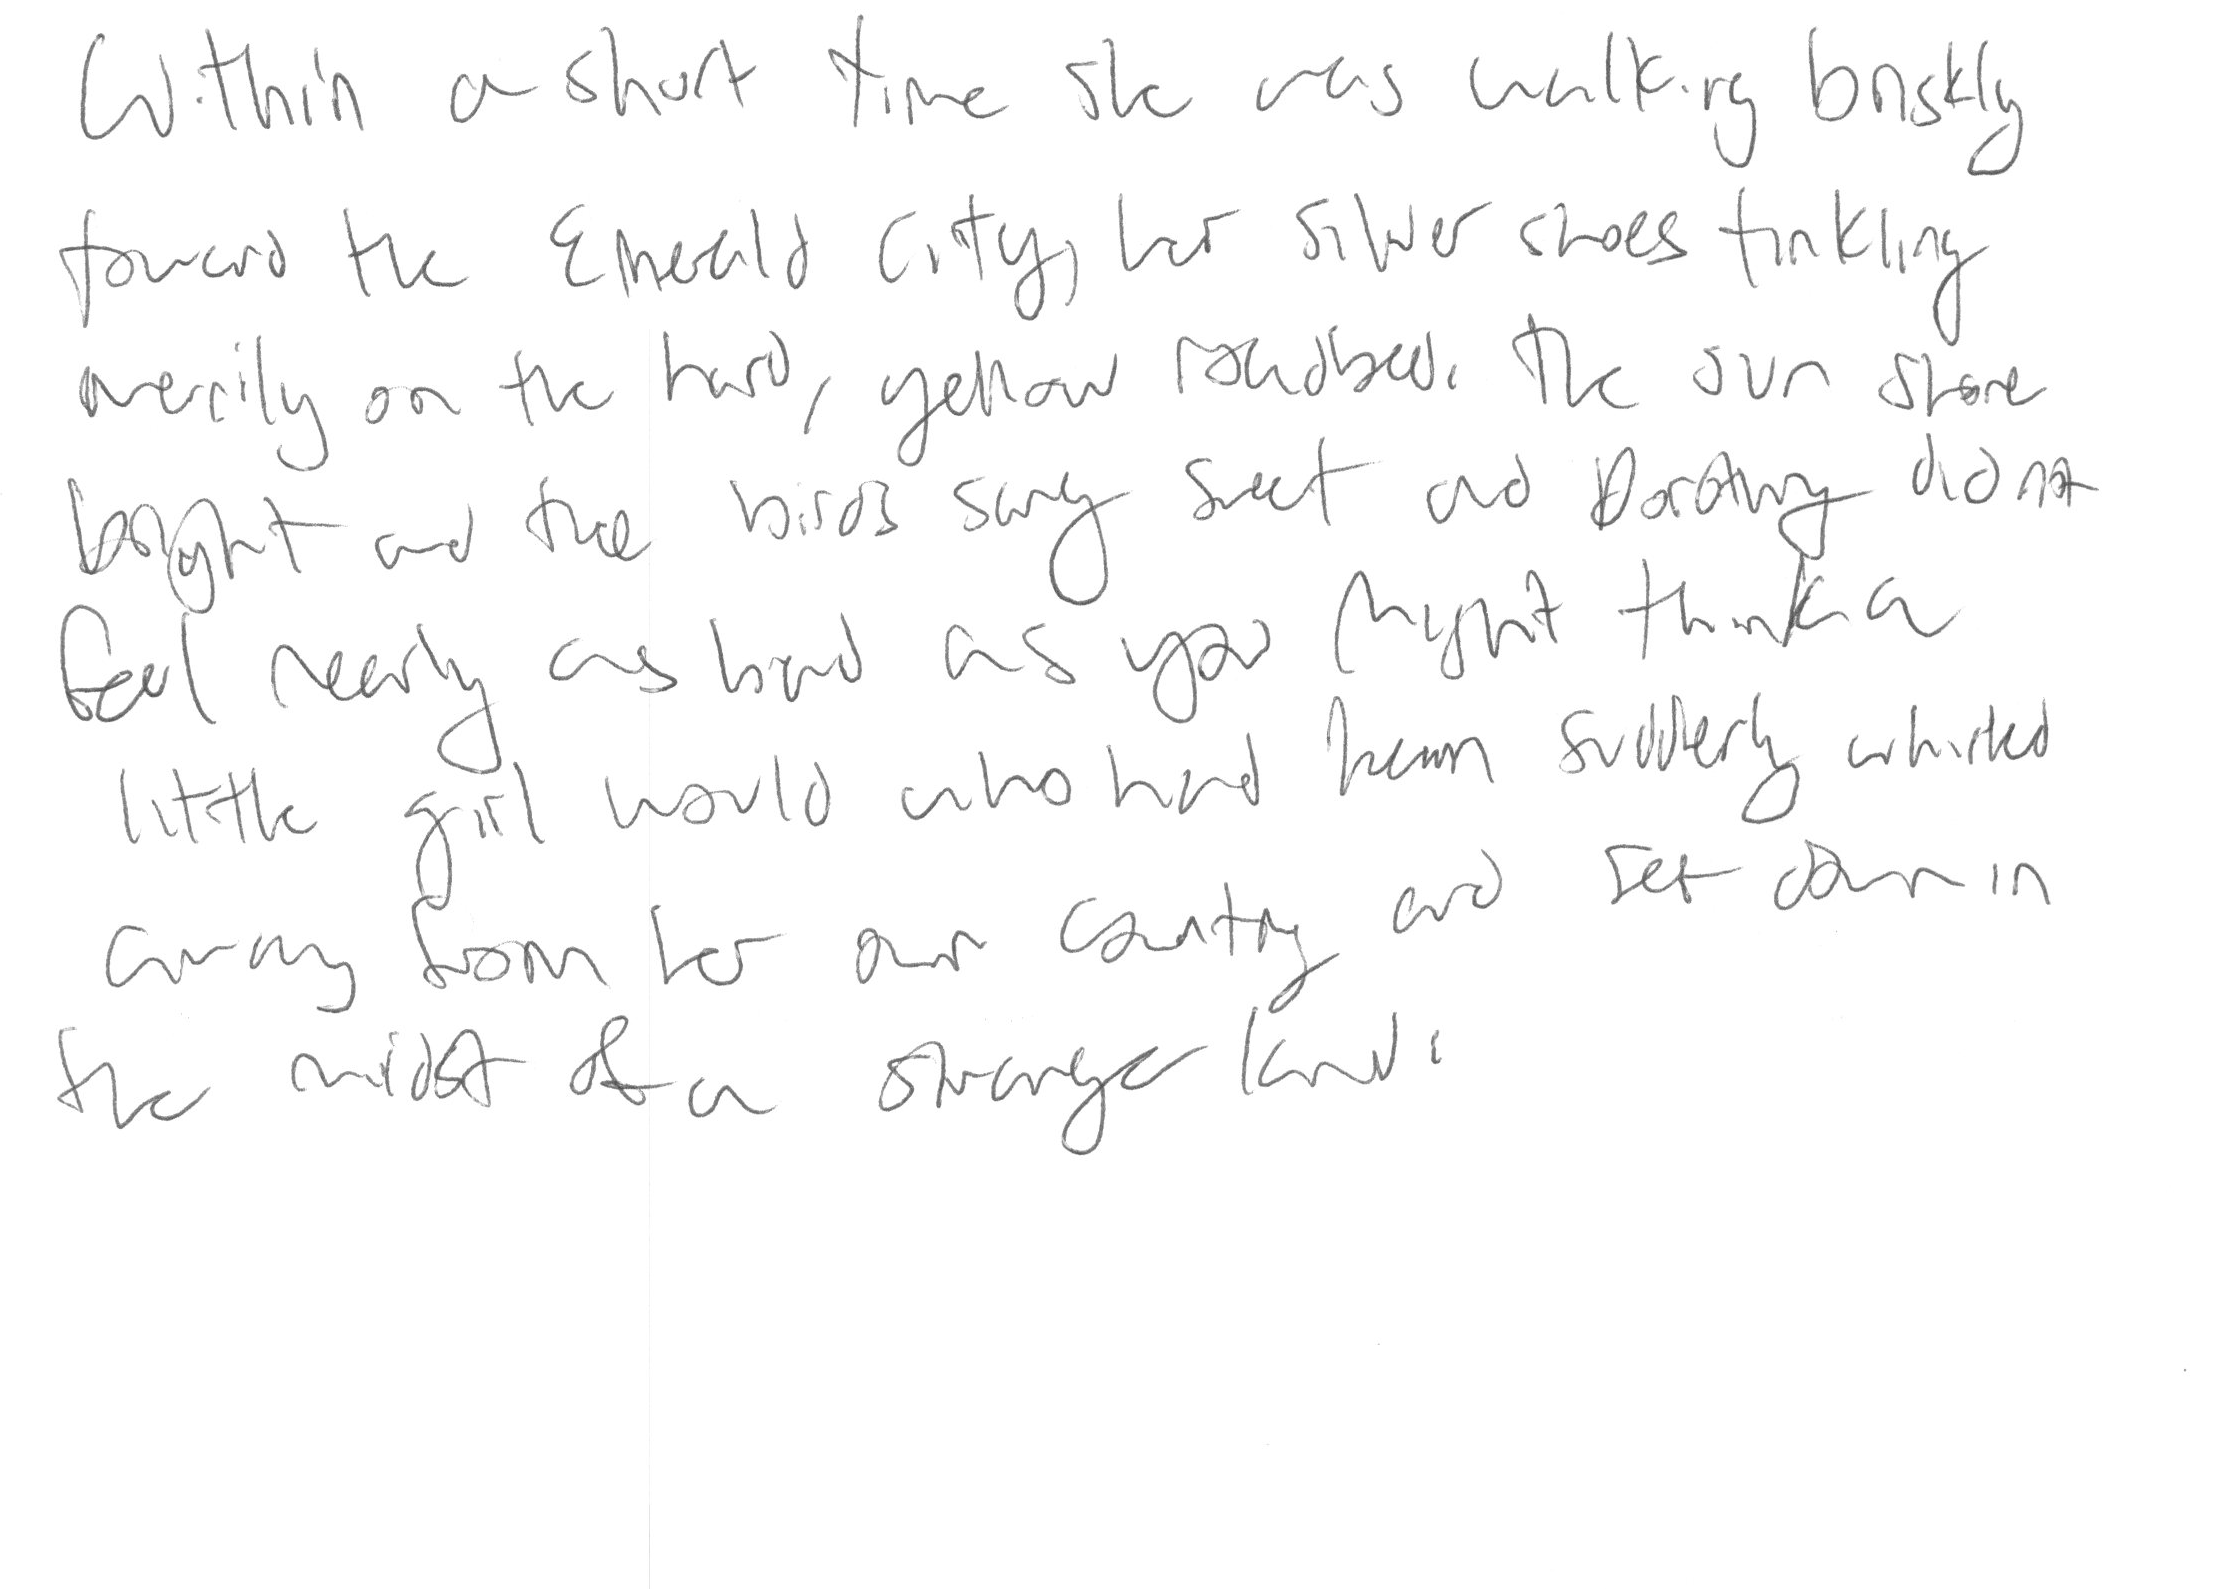 Within a short time she was walking briskly
toward the Emerald City, her silver shoes tinkling
merrily on the hard, yellow roadbed. The sun shone
bright and the birds sang sweet and Dorothy did not
feel nearly as bad as you might think a
little girl would who had been suddenly whisked
away from her own country and set down in
the midst of a strange land.